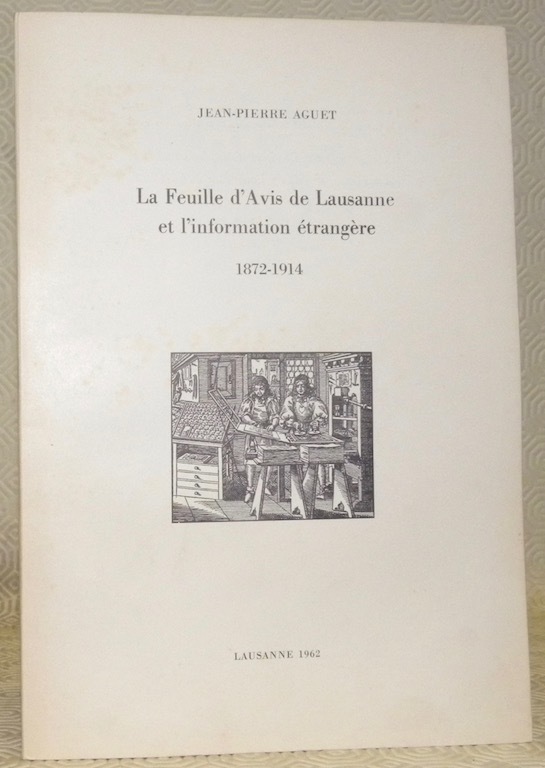 JEAN-PIERRE AGUET
La Feuille d'Avis de Lausanne
et l'information étrangère
1872-1914
LAUSANNE 1962